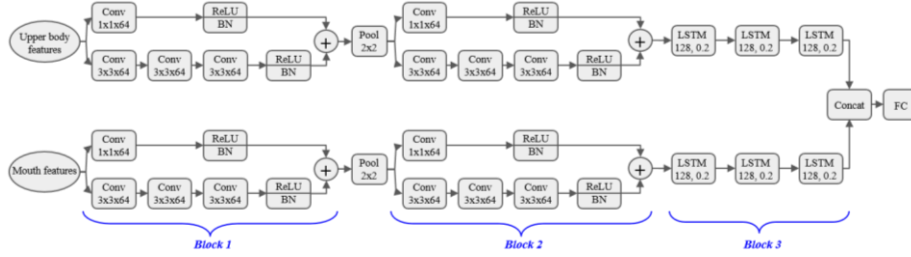 Upper body
features
Conv
1x1x64
ReLU
BN
Conv
3x3x64
Conv
3x3x64
Conv
3x3x64
ReLU
BN
+
Pool
2x2
Conv
1x1x64
ReLU
BN
Conv
3x3x64
Conv
3x3x64
Conv
3x3x64
ReLU
BN
+
LSTM
128, 0.2
LSTM
128, 0.2
LSTM
128, 0.2
Concat
FC
Mouth features
Conv
1x1x64
ReLU
BN
Conv
3x3x64
Conv
3x3x64
Conv
3x3x64
ReLU
BN
+
Pool
2x2
Conv
1x1x64
ReLU
BN
Conv
3x3x64
Conv
3x3x64
Conv
3x3x64
ReLU
BN
+
LSTM
128, 0.2
LSTM
128, 0.2
LSTM
128, 0.2
Block 1
Block 2
Block 3